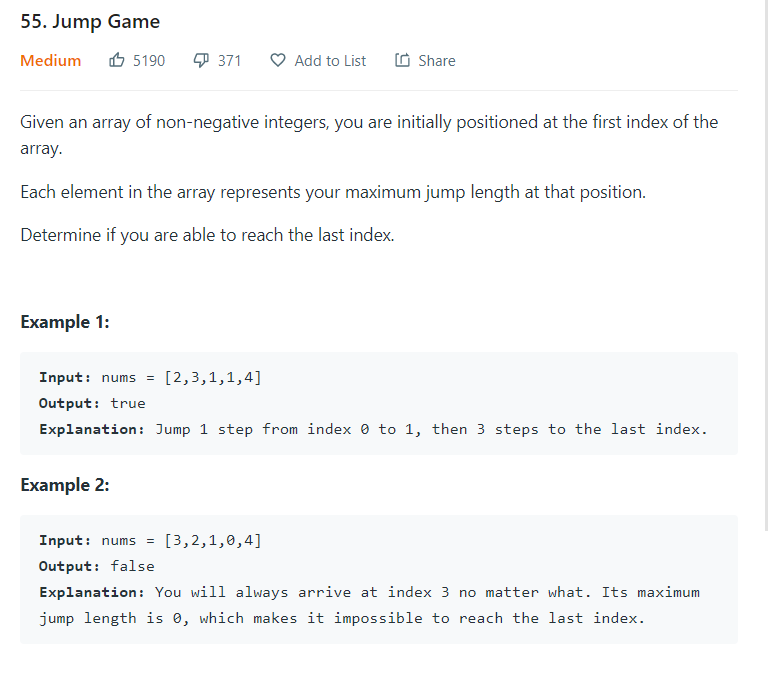 55. Jump Game
Medium 5190 371 Add to List Share
Given an array of non-negative integers, you are initially positioned at the first index of the
array.
Each element in the array represents your maximum jump length at that position.
Determine if you are able to reach the last index.
Example 1:
Input: nums = [2,3,1,1,4]
Output: true
Explanation: Jump 1 step from index 0 to 1, then 3 steps to the last index.
Example 2:
Input: nums = [3,2,1,0,4]
Output: false
Explanation: You will always arrive at index 3 no matter what. Its maximum
jump length is 0, which makes it impossible to reach the last index.